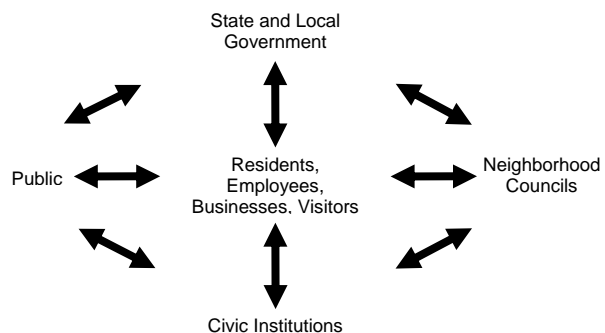 State and Local
Government
Public
Residents,
Employees,
Businesses, Visitors
Neighborhood
Councils
Civic Institutions